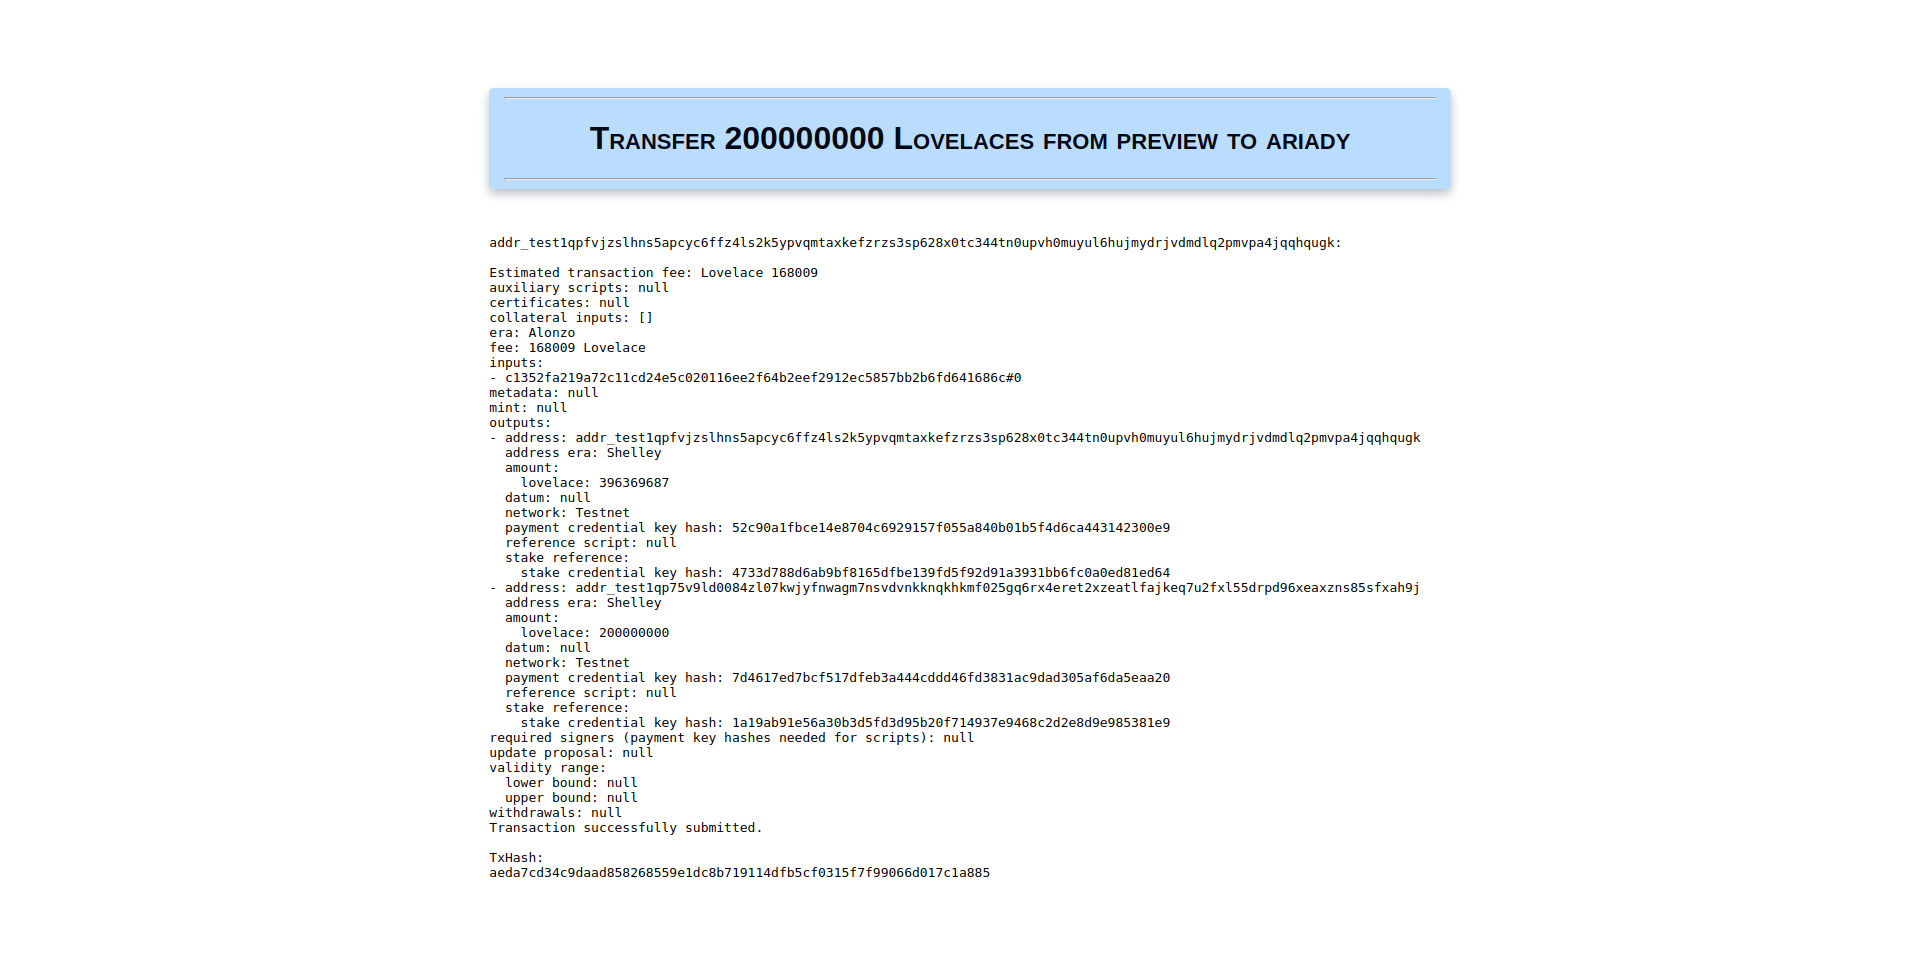 Transfer 200000000 Lovelaces from preview to ariady
addr_test1qpfvjzslhns5apcyc6ffz4ls2k5ypvqmtaxkefzrzs3sp628x0tc344tn0upvh0muyul6hujmydrjvdmdlq2pmvpa4jqqhqugk:
Estimated transaction fee: Lovelace 168009
auxiliary scripts: null
certificates: null
collateral inputs: []
era: Alonzo
fee: 168009 Lovelace
inputs:
- c1352fa219a72c11cd24e5c020116ee2f64b2eef2912ec5857bb2b6fd641686c#0
metadata: null
mint: null
outputs:
- address: addr_test1qpfvjzslhns5apcyc6ffz4ls2k5ypvqmtaxkefzrzs3sp628x0tc344tn0upvh0muyul6hujmydrjvdmdlq2pmvpa4jqqhqugk
  address era: Shelley
  amount:
    lovelace: 396369687
  datum: null
  network: Testnet
  payment credential key hash: 52c90a1fbce14e8704c6929157f055a840b01b5f4d6ca443142300e9
  reference script: null
  stake reference:
    stake credential key hash: 4733d788d6ab9bf8165dfbe139fd5f92d91a3931bb6fc0a0ed81ed64
- address: addr_test1qp75v9ld0084zl07kwjyfnwagm7nsvdvnkknqkhkmf025gq6rx4eret2xzeatlfajkeq7u2fxl55drpd96xeaxzns85sfxah9j
  address era: Shelley
  amount:
    lovelace: 200000000
  datum: null
  network: Testnet
  payment credential key hash: 7d4617ed7bcf517dfeb3a444cddd46fd3831ac9dad305af6da5eaa20
  reference script: null
  stake reference:
    stake credential key hash: 1a19ab91e56a30b3d5fd3d95b20f714937e9468c2d2e8d9e985381e9
required signers (payment key hashes needed for scripts): null
update proposal: null
validity range:
  lower bound: null
  upper bound: null
withdrawals: null
Transaction successfully submitted.
TxHash:
aeda7cd34c9daad858268559e1dc8b719114dfb5cf0315f7f99066d017c1a885